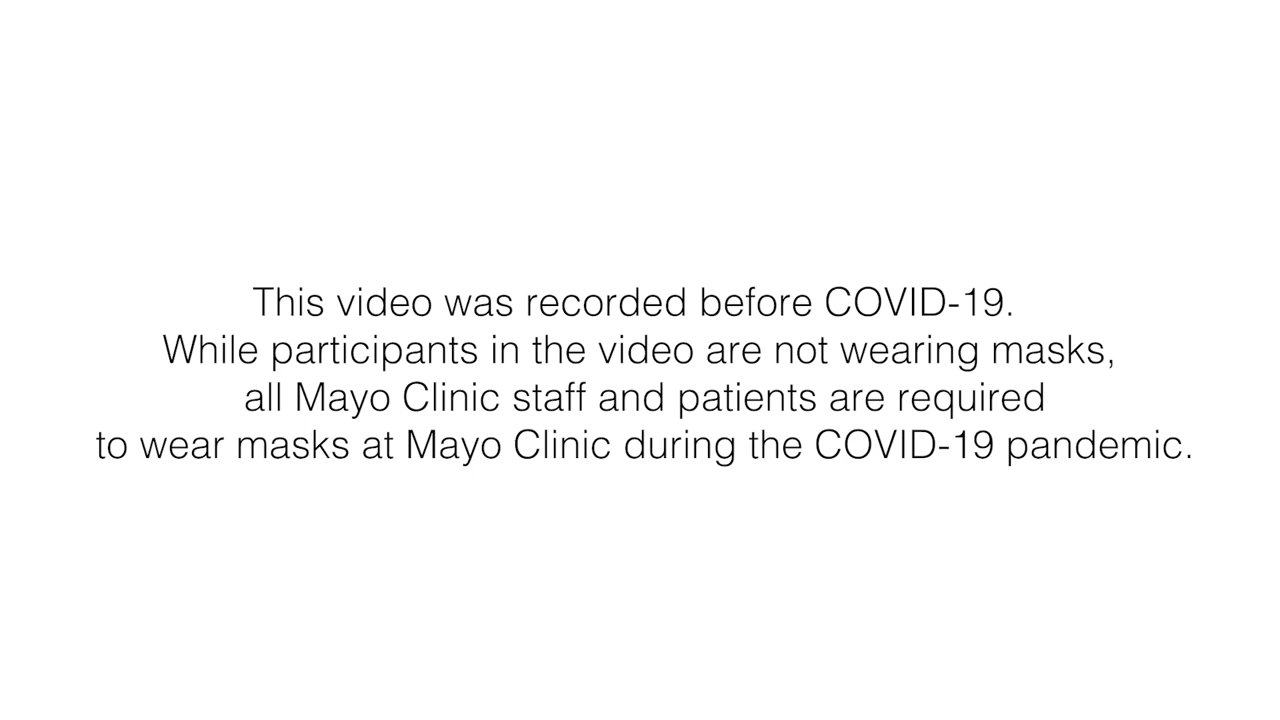 This video was recorded before COVID-19.
While participants in the video are not wearing masks,
all Mayo Clinic staff and patients are required
to wear masks at Mayo Clinic during the COVID-19 pandemic.